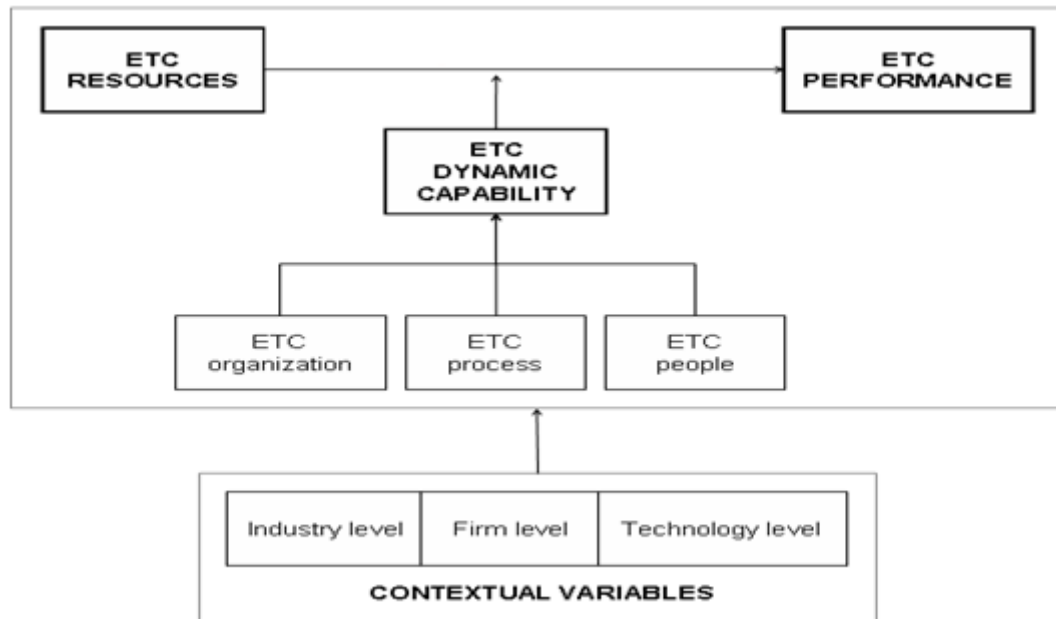 ETC
RESOURCES
ETC
PERFORMANCE
ETC
DYNAMIC
CAPABILITY
ETC
organization
ETC
process
ETC
people
Industry level
Firm level
Technology level
CONTEXTUAL VARIABLES